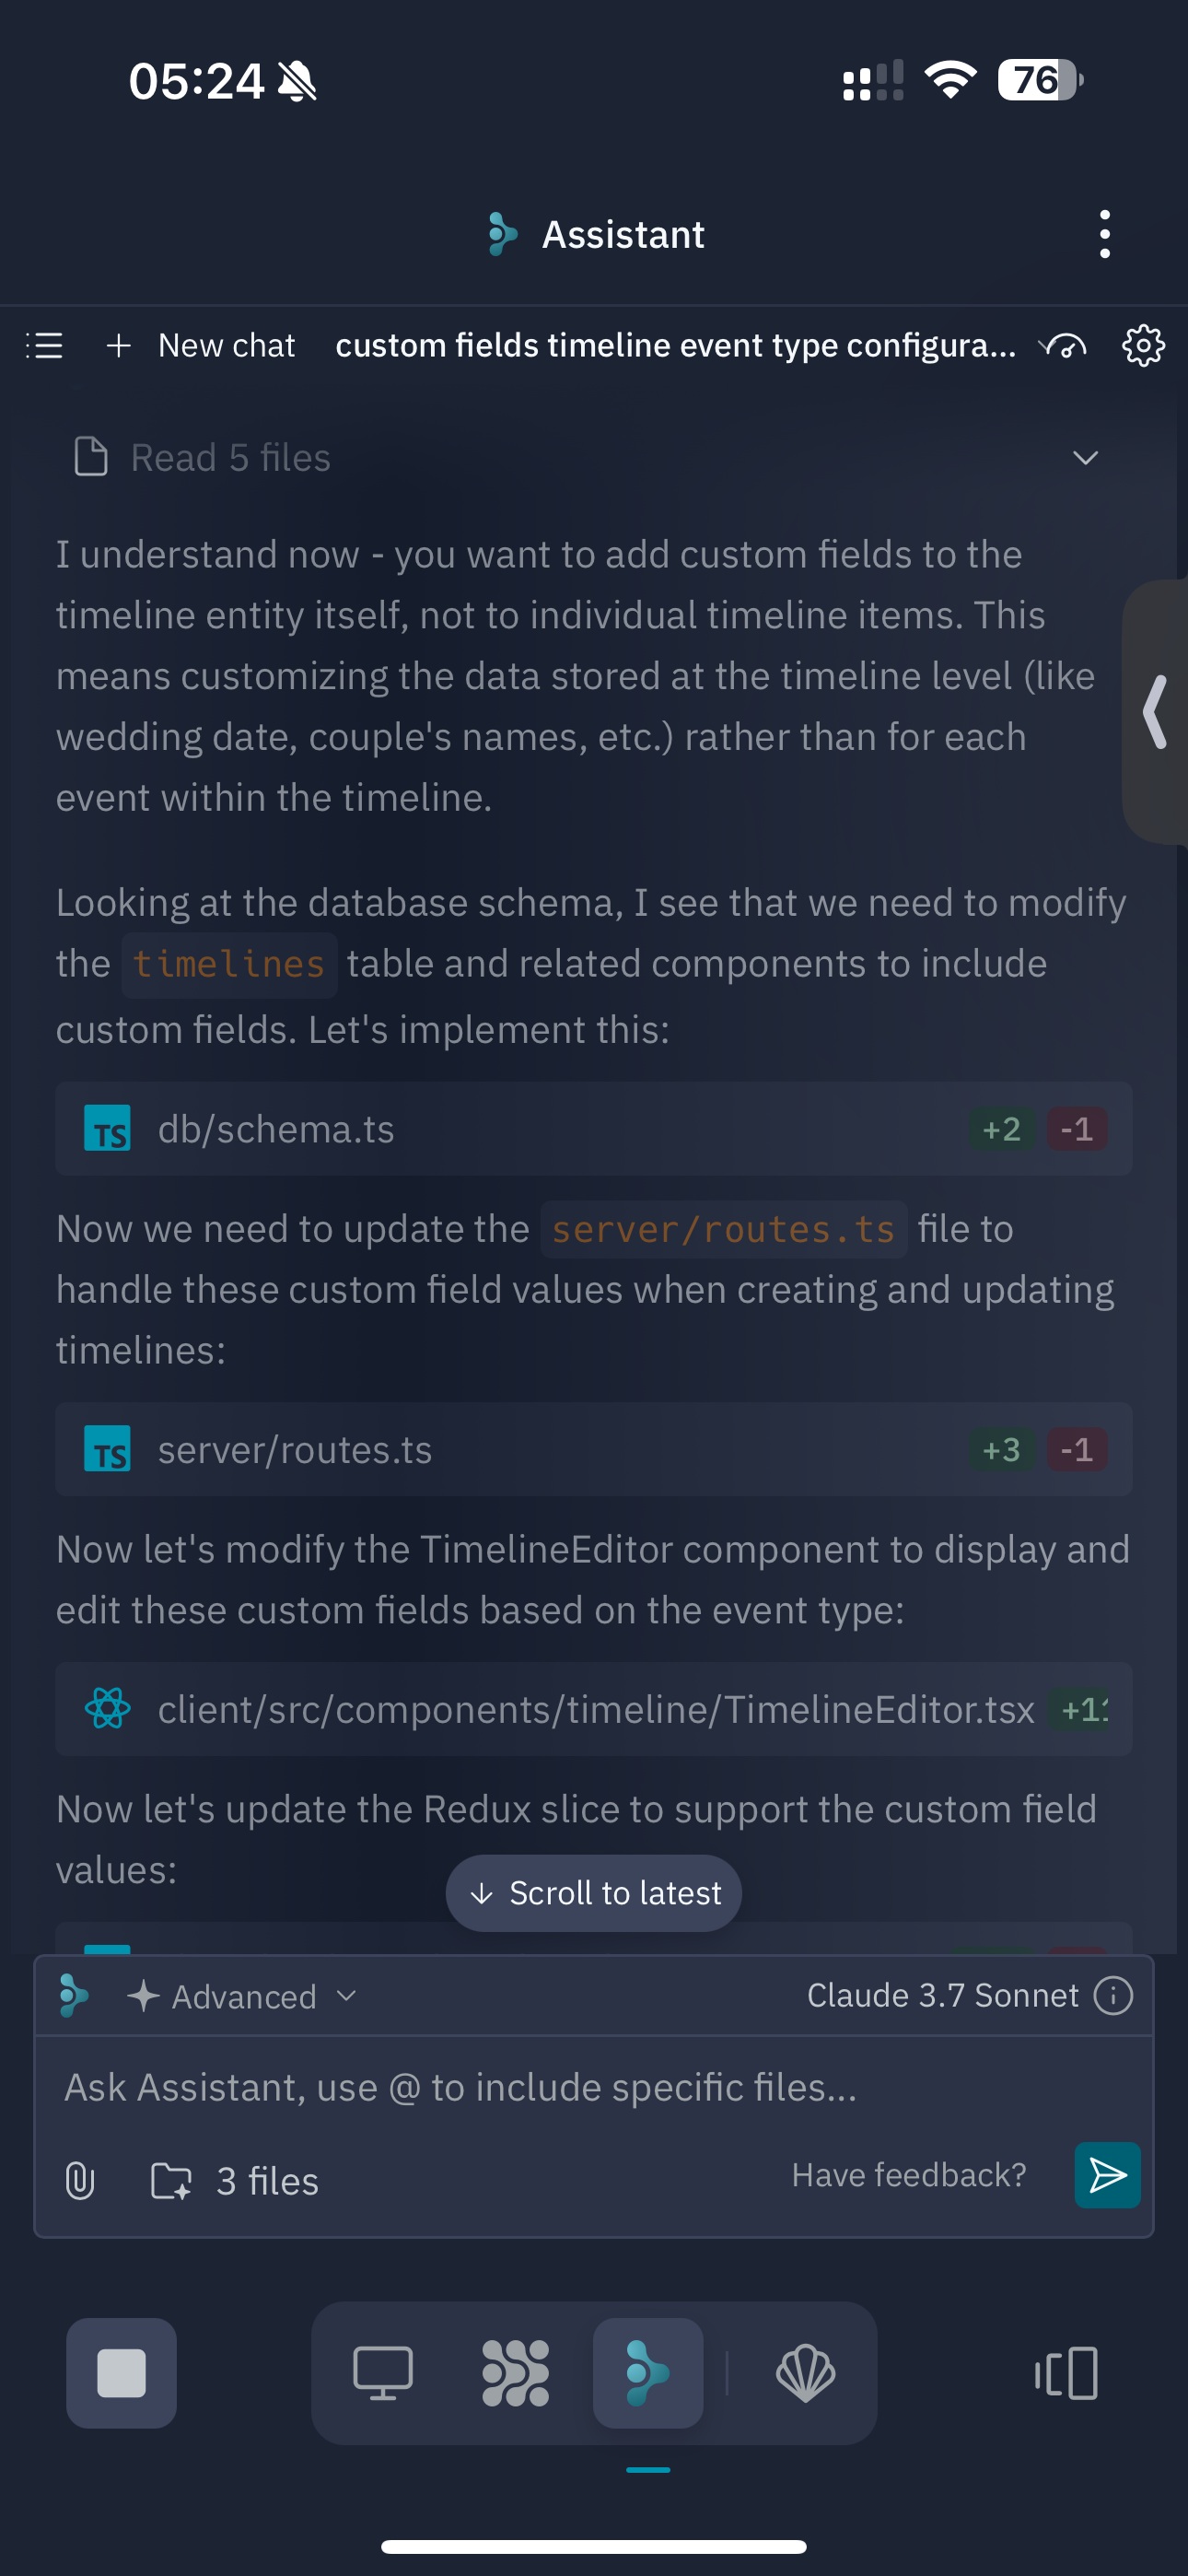 05:24
76
Assistant
New chat
custom fields timeline event type configura...
Read 5 files
I understand now - you want to add custom fields to the
timeline entity itself, not to individual timeline items. This
means customizing the data stored at the timeline level (like
wedding date, couple's names, etc.) rather than for each
event within the timeline.
Looking at the database schema, I see that we need to modify
the timelines table and related components to include
custom fields. Let's implement this:
TS db/schema.ts +2 -1
Now we need to update the server/routes.ts file to
handle these custom field values when creating and updating
timelines:
TS server/routes.ts +3 -1
Now let's modify the TimelineEditor component to display and
edit these custom fields based on the event type:
client/src/components/timeline/TimelineEditor.tsx
Now let's update the Redux slice to support the custom field
values:
Scroll to latest
Advanced
Claude 3.7 Sonnet
Ask Assistant, use @ to include specific files...
3 files
Have feedback?